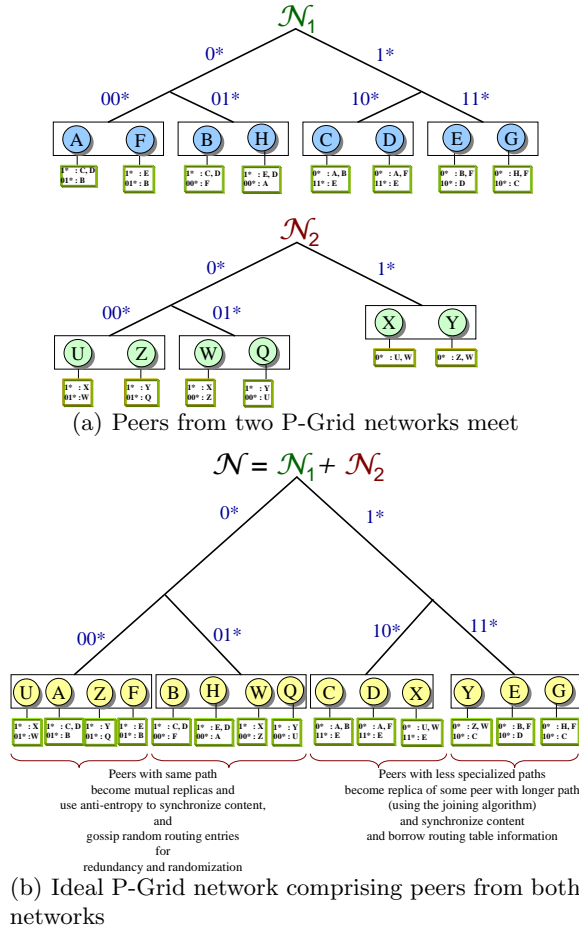 N1
0* 1*
00* 01* 10* 11*
A F B H C D E G
1* : C, D
01* : B
1* : E
01* : B
1* : C, D
00* : F
1* : E, D
00* : A
0* : A, B
11* : E
0* : A, F
11* : E
0* : B, F
10* : D
0* : H, F
10* : C
N2
0* 1*
00* 01*
X Y
U Z W Q
0* : U, W
0* : Z, W
1* : X
01* :W
1* : Y
01* : Q
1* : X
00* : Z
1* : Y
00* : U
(a) Peers from two P-Grid networks meet
N = N1 + N2
0* 1*
00* 01* 10* 11*
U A Z F B H W Q C D X Y E G
1* : X
01* :W
1* : C, D
01* : B
1* : Y
01* : Q
1* : E
01* : B
1* : C, D
00* : F
1* : E, D
00* : A
1* : X
00* : Z
1* : Y
00* : U
0* : A, B
11* : E
0* : A, F
11* : E
0* : U, W
11* : E
0* : Z, W
10* : C
0* : B, F
10* : D
0* : H, F
10* : C
Peers with same path
become mutual replicas and
use anti-entropy to synchronize content,
and
gossip random routing entries
for
redundancy and randomization
Peers with less specialized paths
become replica of some peer with longer path
(using the joining algorithm)
and synchronize content
and borrow routing table information
(b) Ideal P-Grid network comprising peers from both
networks